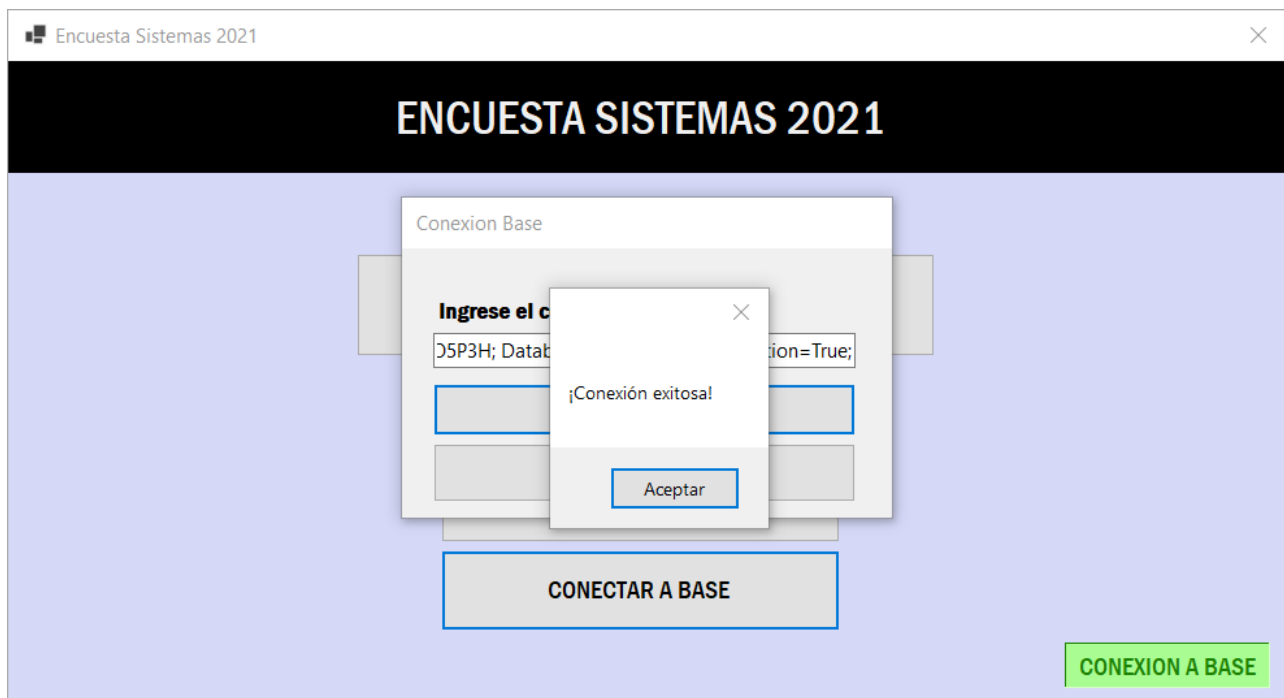 Encuesta Sistemas 2021
ENCUESTA SISTEMAS 2021
Conexion Base
Ingrese el c
O5P3H; Datab
tion=True;
¡Conexión exitosa!
Aceptar
CONECTAR A BASE
CONEXION A BASE